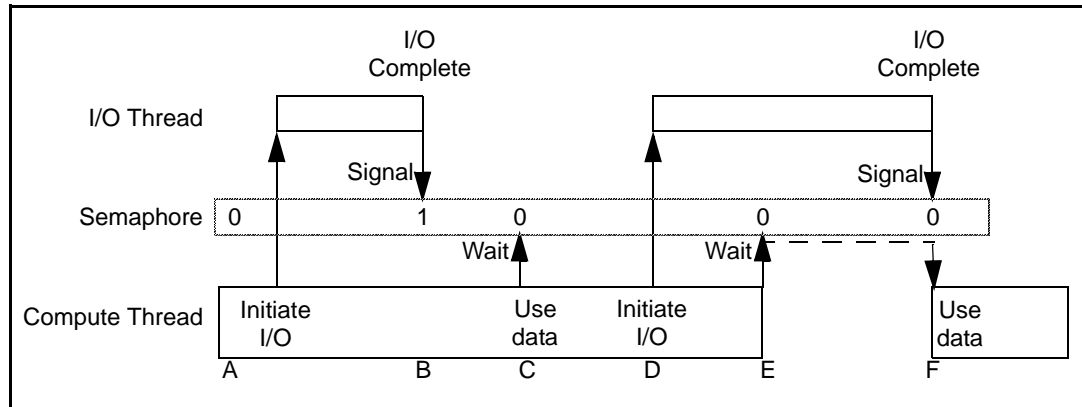 I/O
Complete
I/O
Complete
I/O Thread
Signal
Signal
Semaphore
0
1
0
0
0
Wait
Wait
Compute Thread
Initiate
I/O
Use
data
Initiate
I/O
Use
data
A
B
C
D
E
F